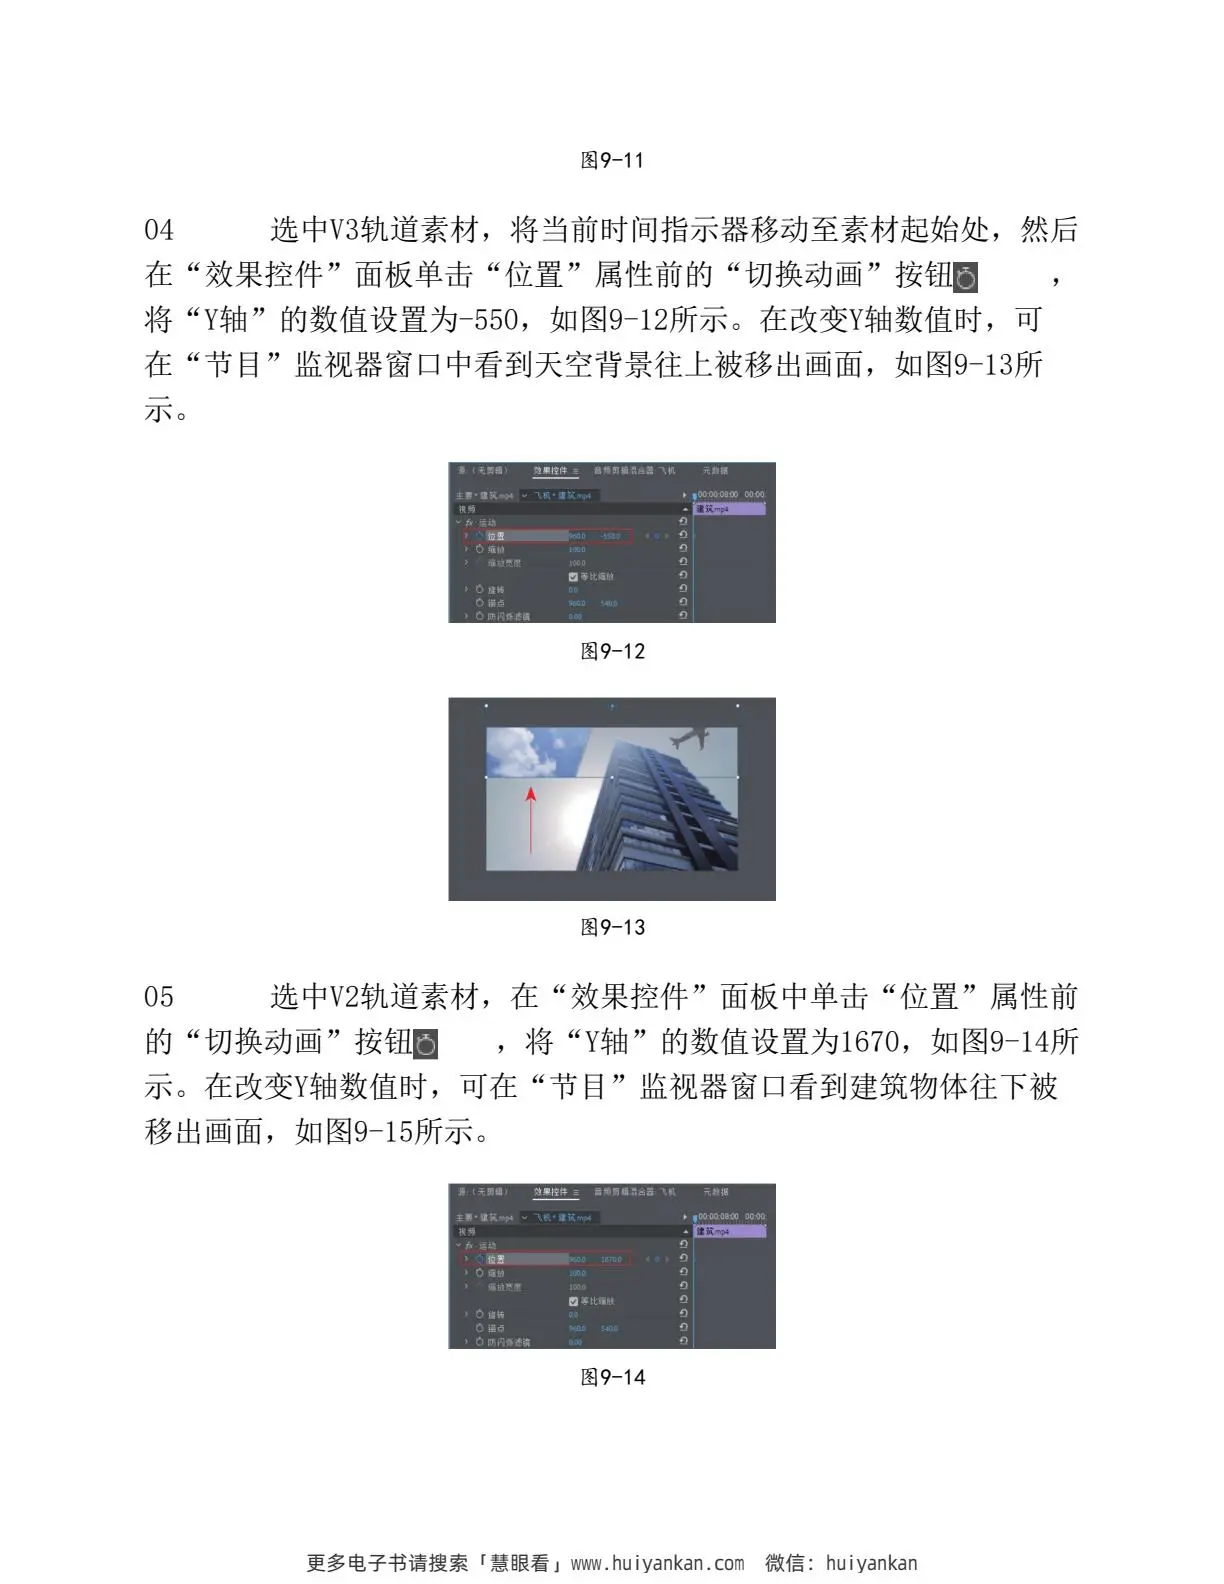 图9-11
04 选中V3轨道素材，将当前时间指示器移动至素材起始处，然后
在“效果控件”面板单击“位置”属性前的“切换动画”按钮 ，
将“Y轴”的数值设置为-550，如图9-12所示。在改变Y轴数值时，可
在“节目”监视器窗口中看到天空背景往上被移出画面，如图9-13所
示。
源:（无剪辑） 效果控件 ≡ 音频剪辑混合器:飞机 元数据
主要*建筑.mp4 飞机*建筑.mp4 00:00:08:00 00:00:
视频 建筑.mp4
fx 运动
位置 960.0 -550.0
缩放 100.0
缩放宽度 100.0
等比缩放
旋转 0.0
锚点 960.0 540.0
防闪烁滤镜 0.00
图9-12
图9-13
05 选中V2轨道素材，在“效果控件”面板中单击“位置”属性前
的“切换动画”按钮 ，将“Y轴”的数值设置为1670，如图9-14所
示。在改变Y轴数值时，可在“节目”监视器窗口看到建筑物体往下被
移出画面，如图9-15所示。
源:（无剪辑） 效果控件 ≡ 音频剪辑混合器:飞机 元数据
主要*建筑.mp4 飞机*建筑.mp4 00:00:08:00 00:00:
视频 建筑.mp4
fx 运动
位置 960.0 1670.0
缩放 100.0
缩放宽度 100.0
等比缩放
旋转 0.0
锚点 960.0 540.0
防闪烁滤镜 0.00
图9-14
更多电子书请搜索「慧眼看」www.huiyankan.com 微信：huiyankan